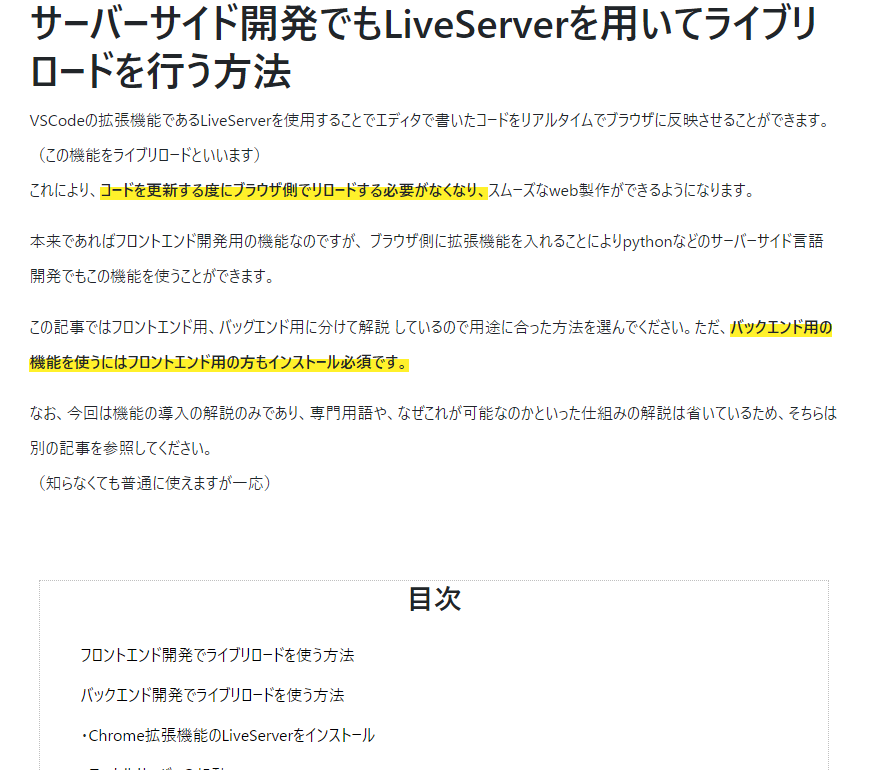 サーバーサイド開発でもLiveServerを用いてライブリ
ロードを行う方法
VSCodeの拡張機能であるLiveServerを使用することでエディタで書いたコードをリアルタイムでブラウザに反映させることができます。
（この機能をライブリロードといいます）
これにより、コードを更新する度にブラウザ側でリロードする必要がなくなり、スムーズなweb製作ができるようになります。
本来であればフロントエンド開発用の機能なのですが、ブラウザ側に拡張機能を入れることによりpythonなどのサーバーサイド言語
開発でもこの機能を使うことができます。
この記事ではフロントエンド用、バッグエンド用に分けて解説 しているので用途に合った方法を選んでください。ただ、バックエンド用の
機能を使うにはフロントエンド用の方もインストール必須です。
なお、今回は機能の導入の解説のみであり、専門用語や、なぜこれが可能なのかといった仕組みの解説は省いているため、そちらは
別の記事を参照してください。
（知らなくても普通に使えますが一応）
目次
フロントエンド開発でライブリロードを使う方法
バックエンド開発でライブリロードを使う方法
・Chrome拡張機能のLiveServerをインストール